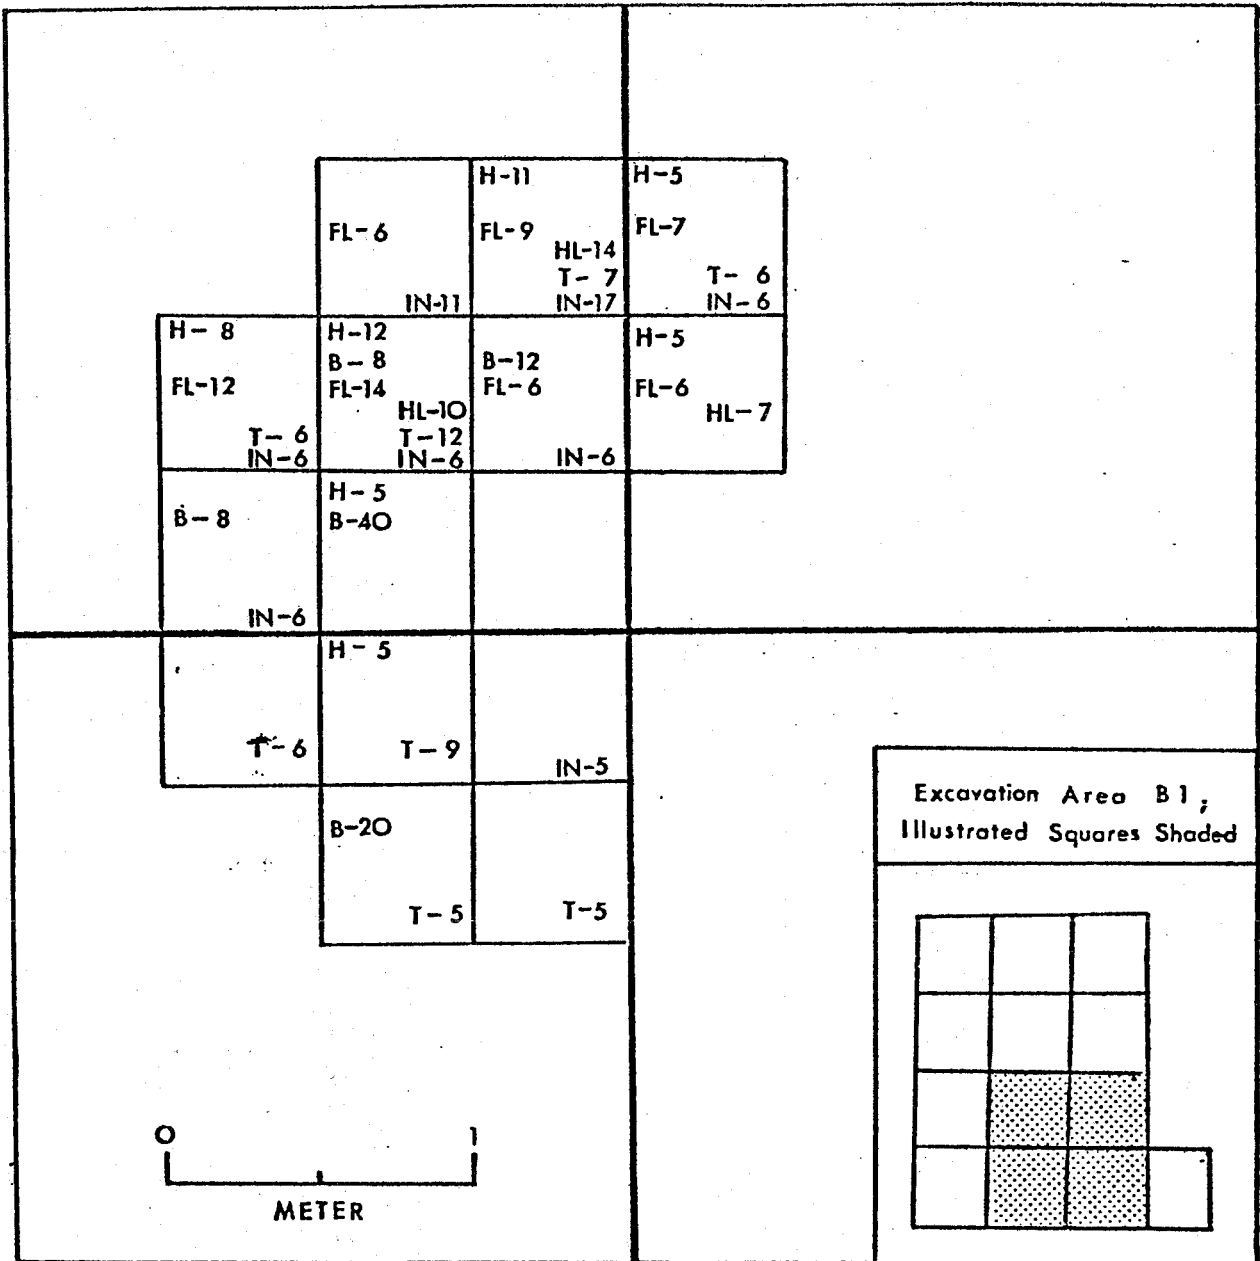 FL-6
IN-11
H-11
FL-9
HL-14
T-7
IN-17
H-5
FL-7
T-6
IN-6
H-8
FL-12
T-6
IN-6
H-12
B-8
FL-14
HL-10
T-12
IN-6
B-12
FL-6
IN-6
H-5
FL-6
HL-7
B-8
IN-6
H-5
B-40
T-6
H-5
T-9
IN-5
B-20
T-5
T-5
Excavation Area B1;
Illustrated Squares Shaded
0 1
METER